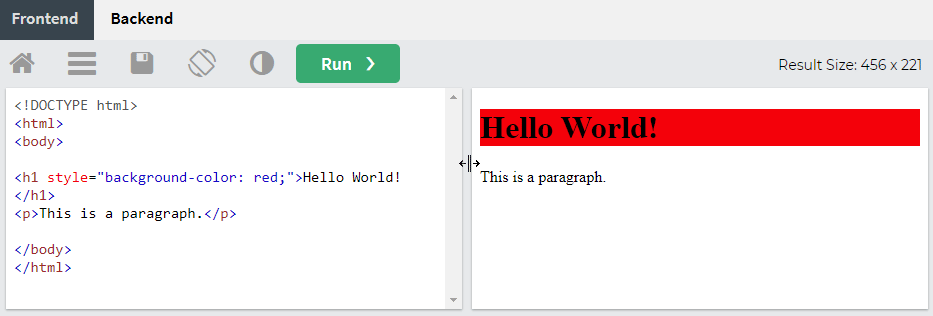 Frontend Backend
Run ❯ Result Size: 456 x 221
<!DOCTYPE html>
<html>
<body>
<h1 style="background-color: red;">Hello World!
</h1>
<p>This is a paragraph.</p>
</body>
</html>
Hello World!
This is a paragraph.